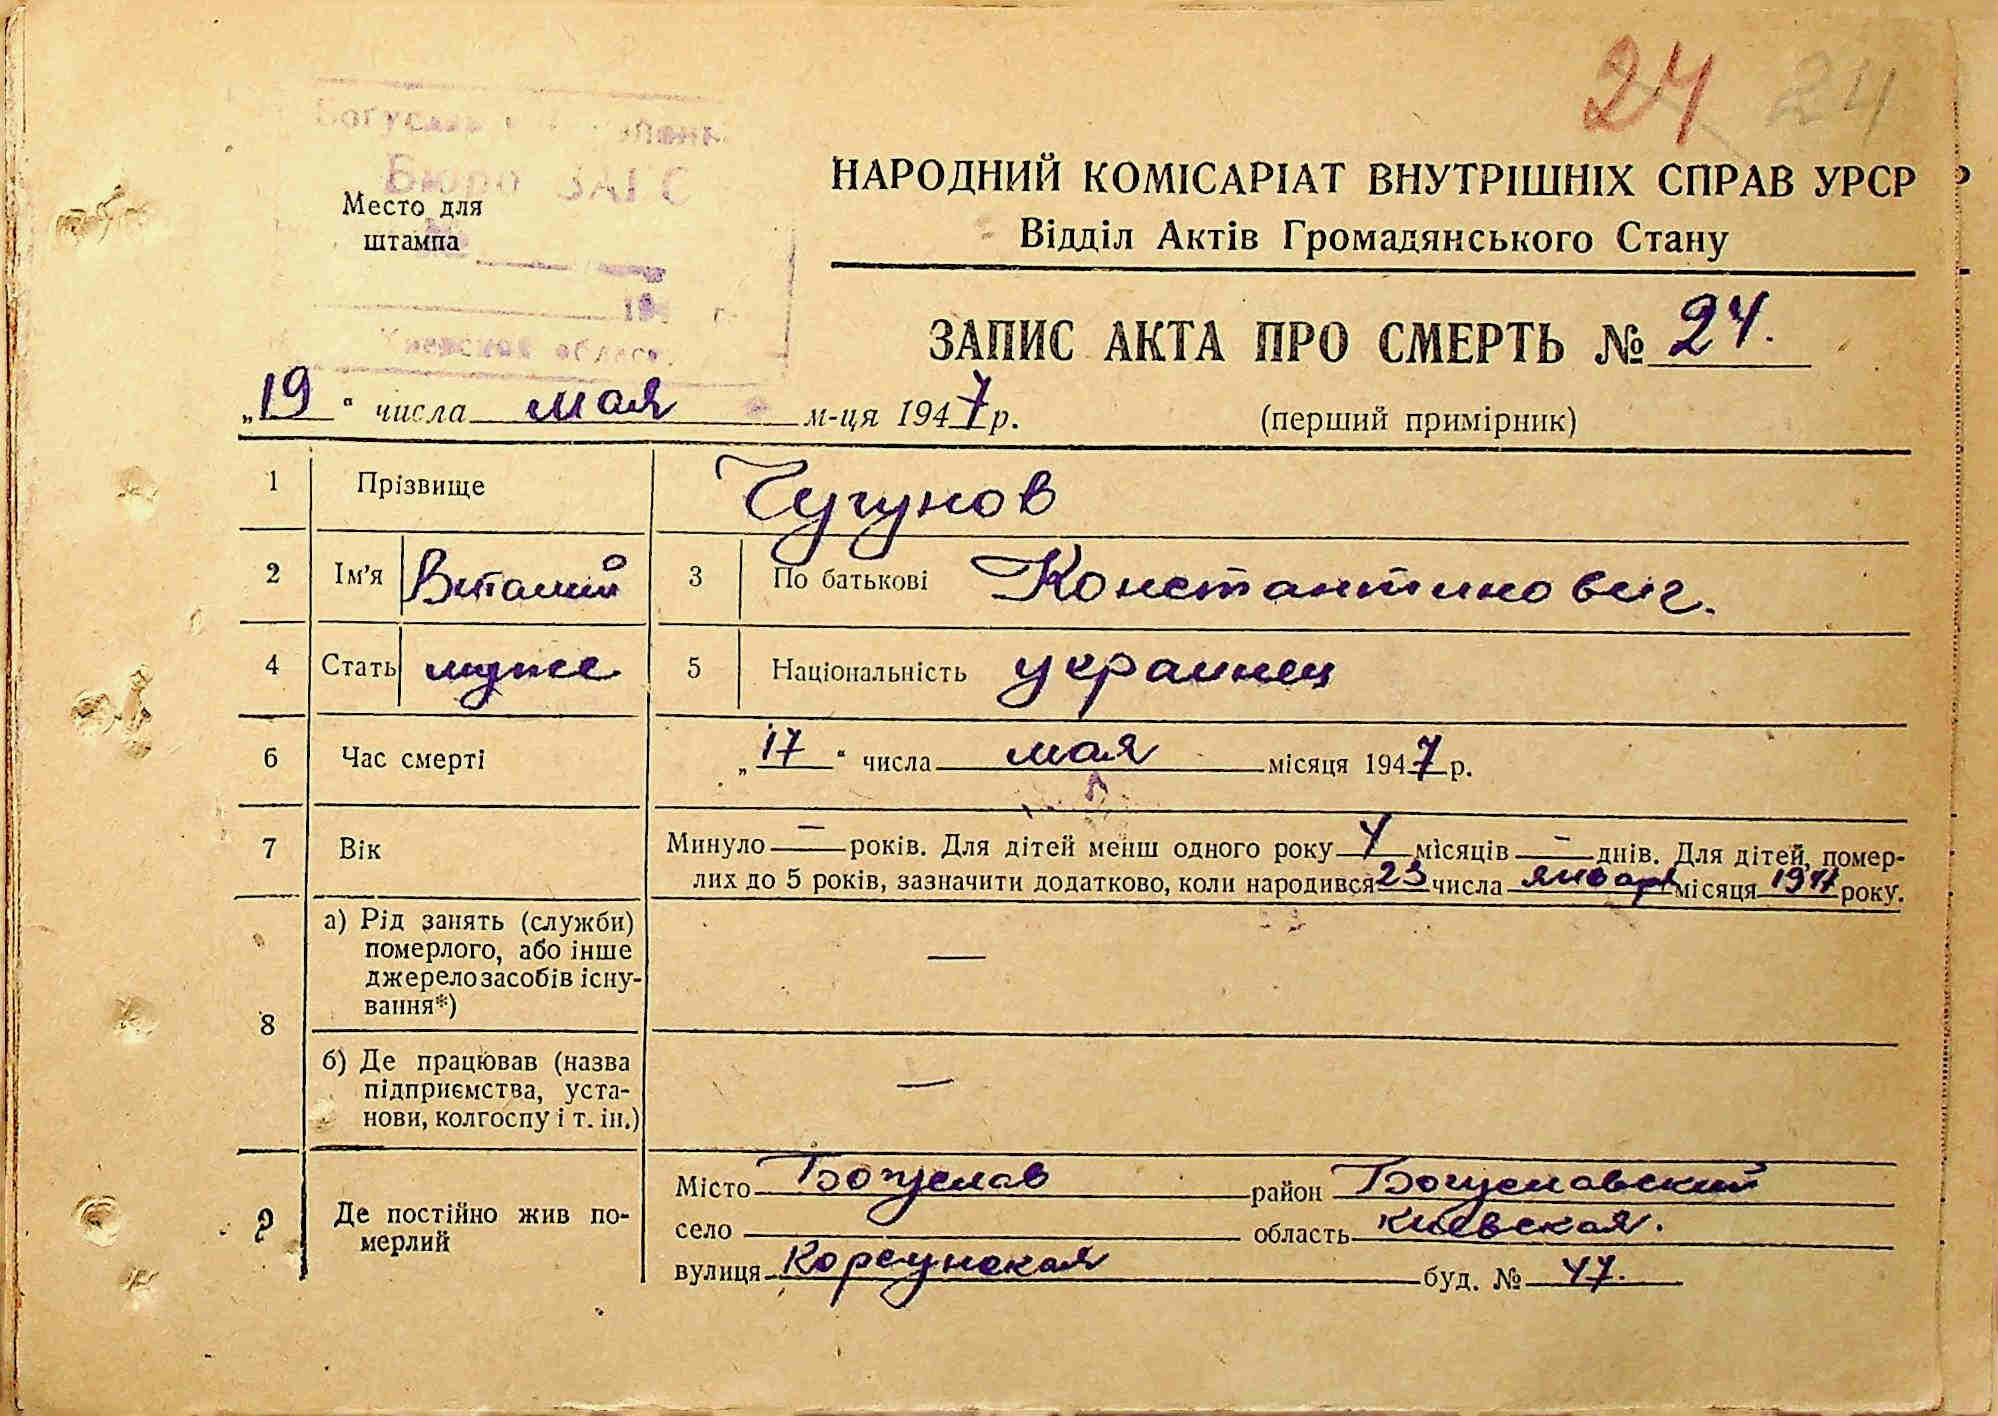 24 24
Бюро ЗАГС
Место для
штампа
НАРОДНИЙ КОМІСАРІАТ ВНУТРІШНІХ СПРАВ УРСР
Відділ Актів Громадянського Стану
ЗАПИС АКТА ПРО СМЕРТЬ № 24.
Киевской област.
„19“ числа мая м-ця 1947 р. (перший примірник)
1 Прізвище Чугунов
2 Ім'я Виталий 3 По батькові Константинович.
4 Стать муже 5 Національність украинец
6 Час смерті „17“ числа мая місяця 1947 р.
7 Вік Минуло — років. Для дітей менш одного року 4 місяців — днів. Для дітей, помер-
лих до 5 років, зазначити додатково, коли народився 23 числа января місяця 1947 року.
8 а) Рід занять (служби)
померлого, або інше
джерело засобів існу-
вання*) —
б) Де працював (назва
підприємства, уста-
нови, колгоспу і т. ін.) —
9 Де постійно жив по-
мерлий
Місто Богуслав район Богуславский
село область Киевская.
вулиця Корсунская буд. № 47.